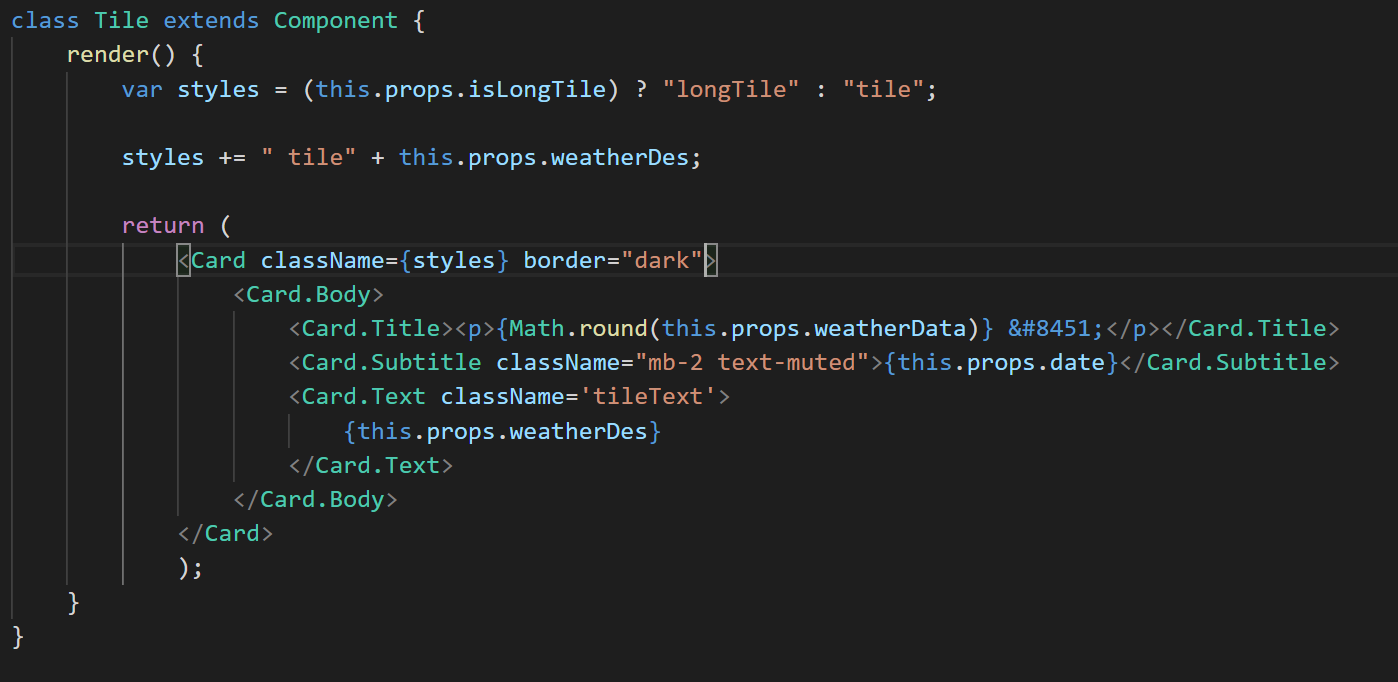 class Tile extends Component {
    render() {
        var styles = (this.props.isLongTile) ? "longTile" : "tile";

        styles += " tile" + this.props.weatherDes;

        return (
            <Card className={styles} border="dark">
                <Card.Body>
                    <Card.Title><p>{Math.round(this.props.weatherData)} &#8451;</p></Card.Title>
                    <Card.Subtitle className="mb-2 text-muted">{this.props.date}</Card.Subtitle>
                    <Card.Text className='tileText'>
                        {this.props.weatherDes}
                    </Card.Text>
                </Card.Body>
            </Card>
            );
    }
}